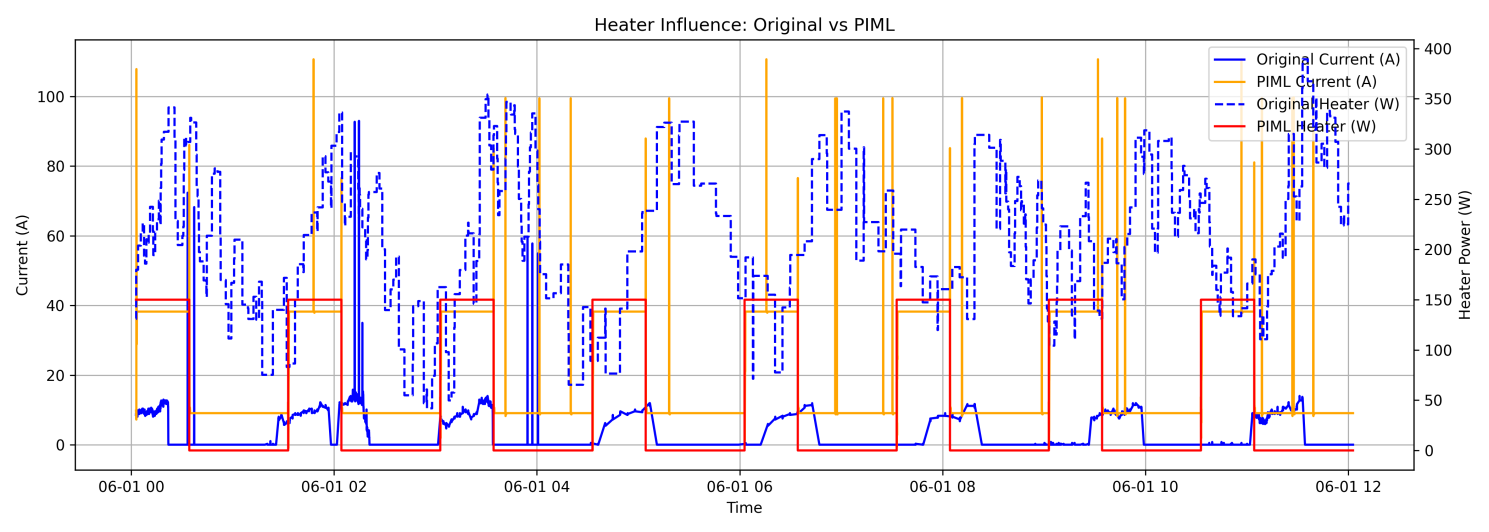 Heater Influence: Original vs PIML
Original Current (A)
PIML Current (A)
Original Heater (W)
PIML Heater (W)
Current (A)
100
80
60
40
20
0
400
350
300
250
200
150
100
50
0
Heater Power (W)
06-01 00
06-01 02
06-01 04
06-01 06
06-01 08
06-01 10
06-01 12
Time